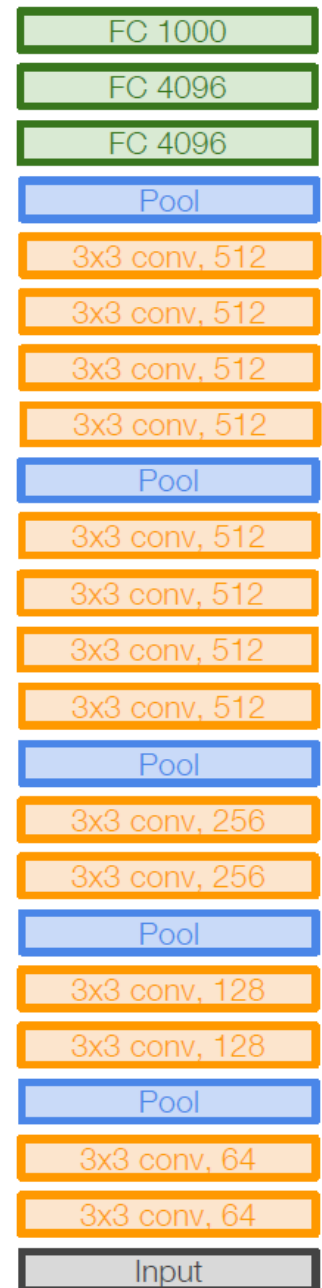 FC 1000
FC 4096
FC 4096
Pool
3x3 conv, 512
3x3 conv, 512
3x3 conv, 512
3x3 conv, 512
Pool
3x3 conv, 512
3x3 conv, 512
3x3 conv, 512
3x3 conv, 512
Pool
3x3 conv, 256
3x3 conv, 256
Pool
3x3 conv, 128
3x3 conv, 128
Pool
3x3 conv, 64
3x3 conv, 64
Input